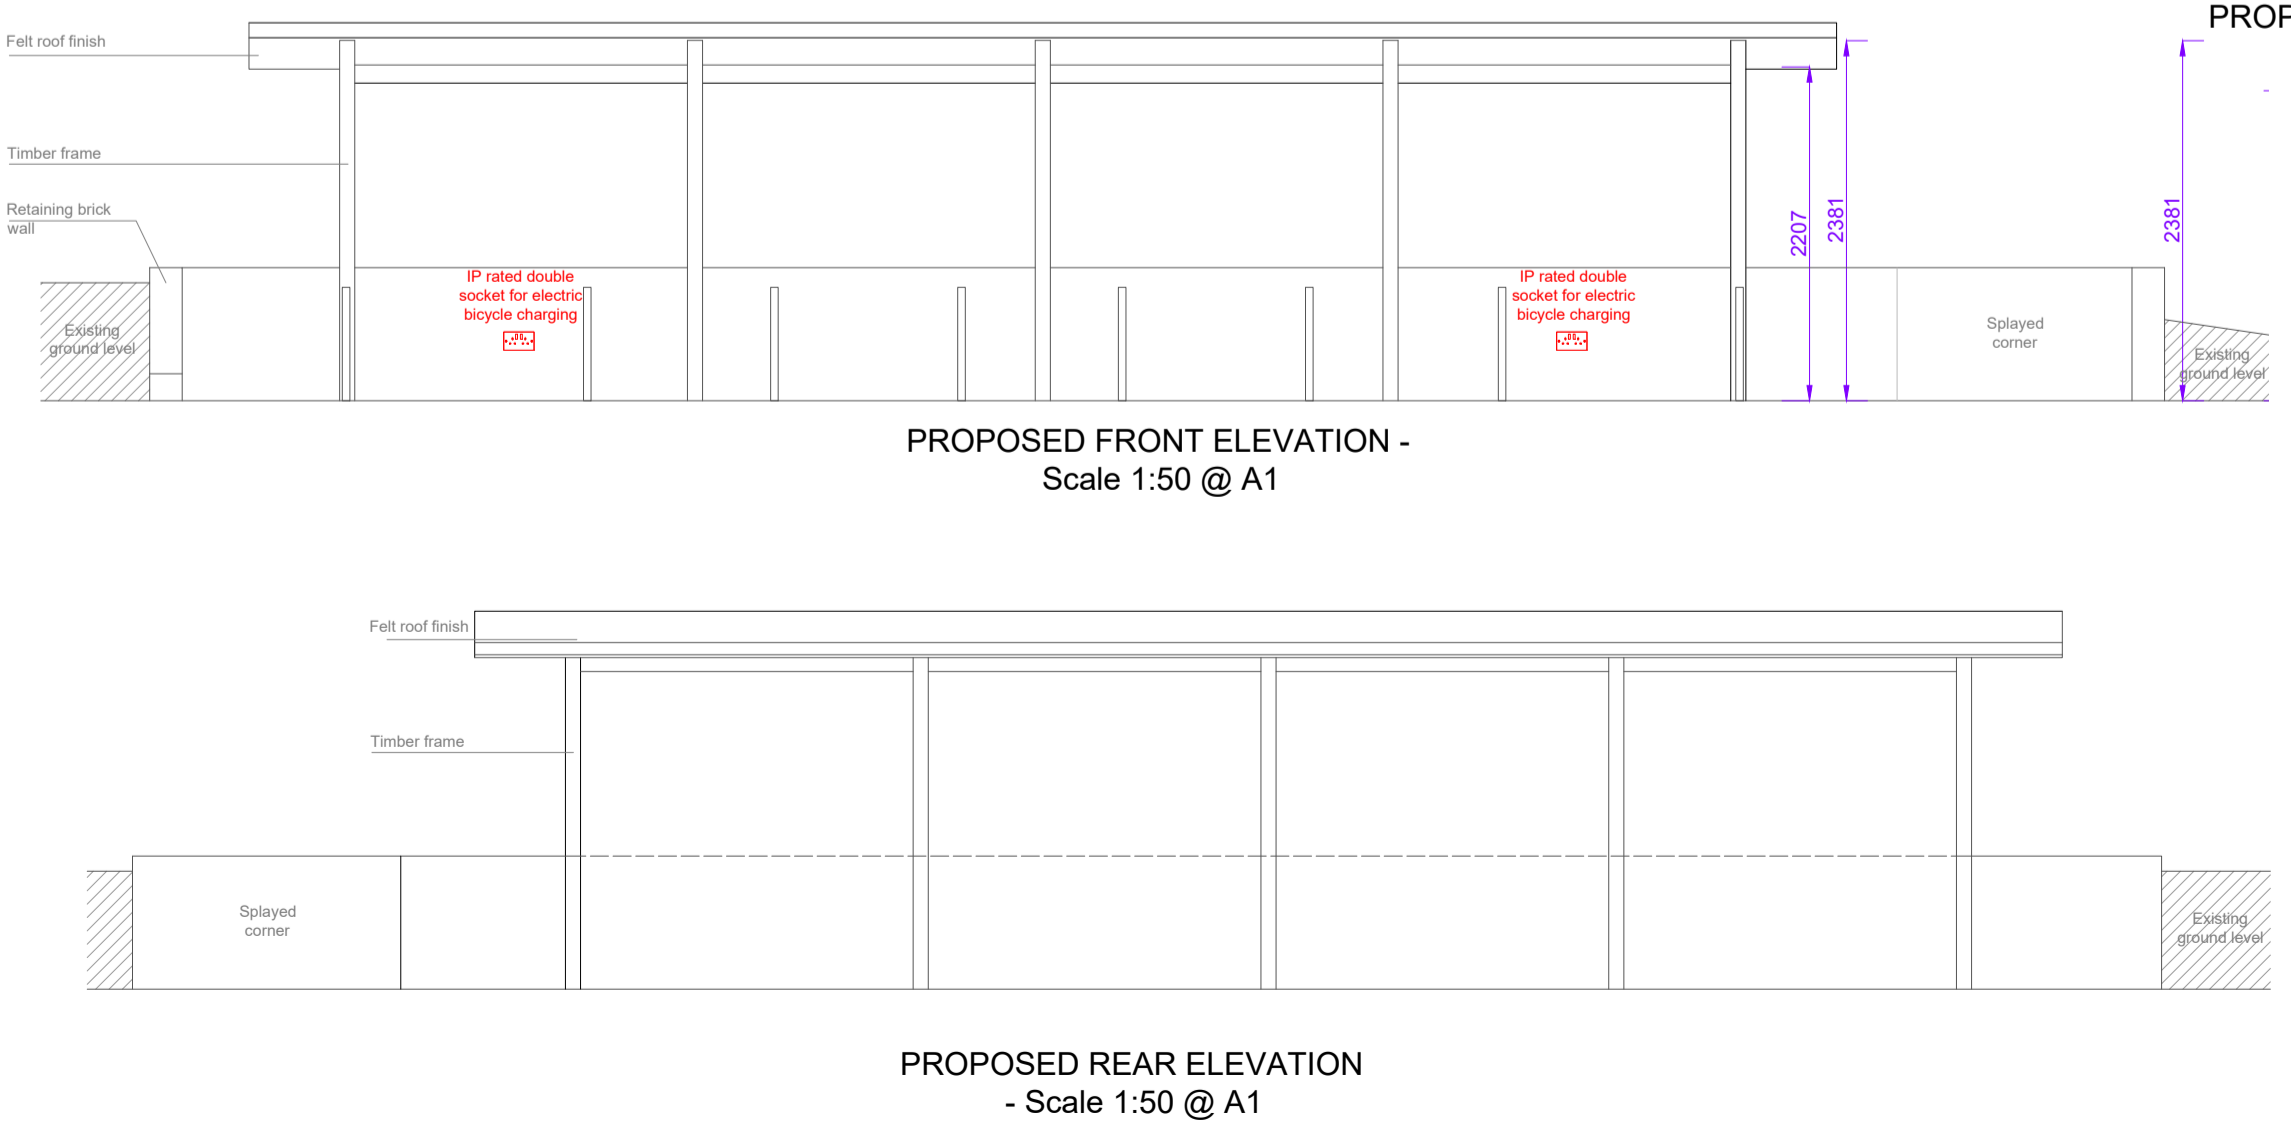 PROP
Felt roof finish
Timber frame
Retaining brick
wall
IP rated double
socket for electric
bicycle charging
IP rated double
socket for electric
bicycle charging
2207
2381
2381
Existing
ground level
Splayed
corner
Existing
ground level
PROPOSED FRONT ELEVATION -
Scale 1:50 @ A1
Felt roof finish
Timber frame
Splayed
corner
Existing
ground level
PROPOSED REAR ELEVATION
- Scale 1:50 @ A1